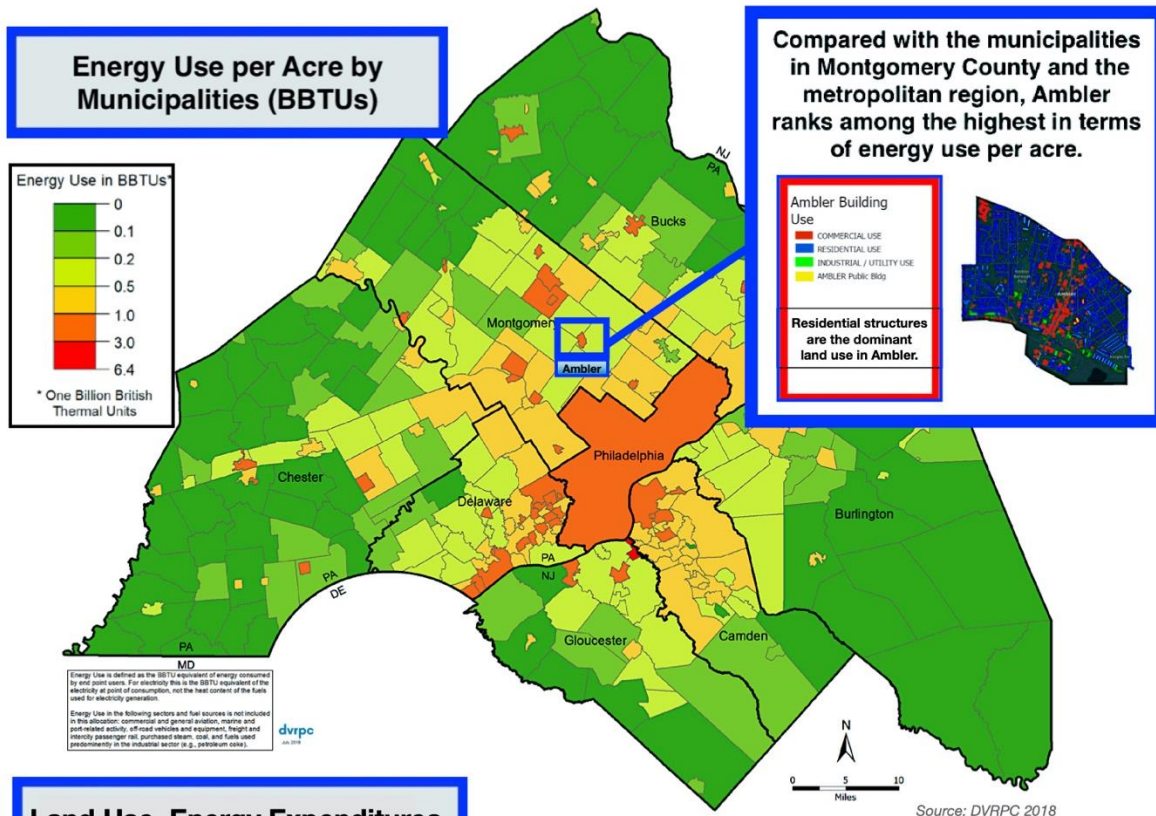 Energy Use per Acre by
Municipalities (BBTUs)
Compared with the municipalities
in Montgomery County and the
metropolitan region, Ambler
ranks among the highest in terms
of energy use per acre.
Energy Use in BBTUs*
0
0.1
0.2
0.5
1.0
3.0
6.4
* One Billion British
Thermal Units
Ambler Building
Use
COMMERCIAL USE
RESIDENTIAL USE
INDUSTRIAL / UTILITY USE
AMBLER Public Bldg
Residential structures
are the dominant
land use in Ambler.
Ambler
NJ
PA
Bucks
Montgomery
Ambler
Philadelphia
Chester
Delaware
Burlington
PA
NJ
PA
DE
Gloucester
Camden
PA
MD
Energy Use is defined as the BBTU equivalent of energy consumed
by end point users. For electricity this is the BBTU equivalent of the
electricity at point of consumption, not the heat content of the fuels
used for electricity generation.
Energy Use in the following sectors and fuel sources is not included
in this allocation: commercial and general aviation, marine and
port-related activity, off-road vehicles and equipment, freight and
intercity passenger rail, purchased steam, coal, and fuels used
predominently in the industrial sector (e.g., petroleum coke).
dvrpc
July 2018
N
0 5 10
Miles
Source: DVRPC 2018
Land Use, Energy Expenditures